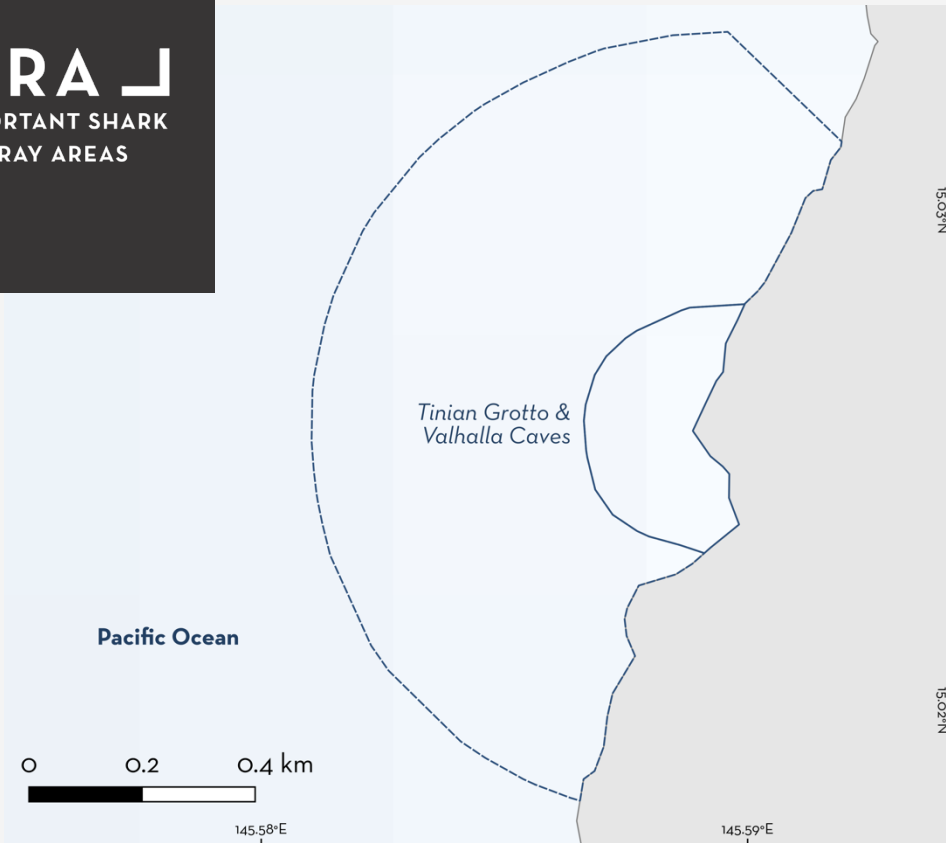 RA
RTANT SHARK
RAY AREAS
15.03°N
Tinian Grotto &
Valhalla Caves
Pacific Ocean
15.02°N
0 0.2 0.4 km
145.58°E 145.59°E